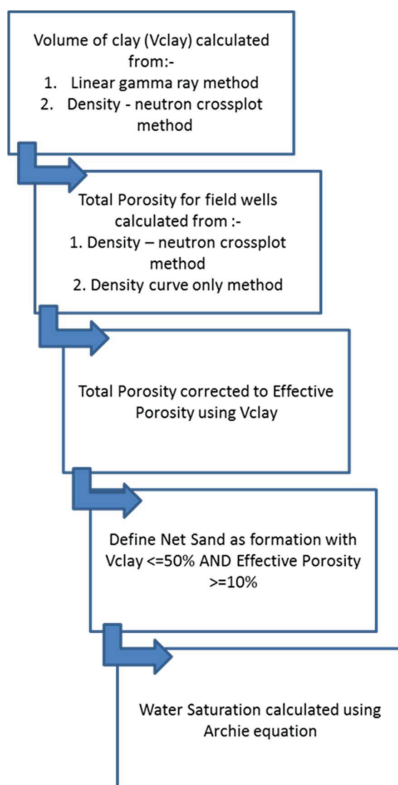 Volume of clay (Vclay) calculated
from:-
1. Linear gamma ray method
2. Density - neutron crossplot
method
Total Porosity for field wells
calculated from :-
1. Density – neutron crossplot
method
2. Density curve only method
Total Porosity corrected to Effective
Porosity using Vclay
Define Net Sand as formation with
Vclay <=50% AND Effective Porosity
>=10%
Water Saturation calculated using
Archie equation